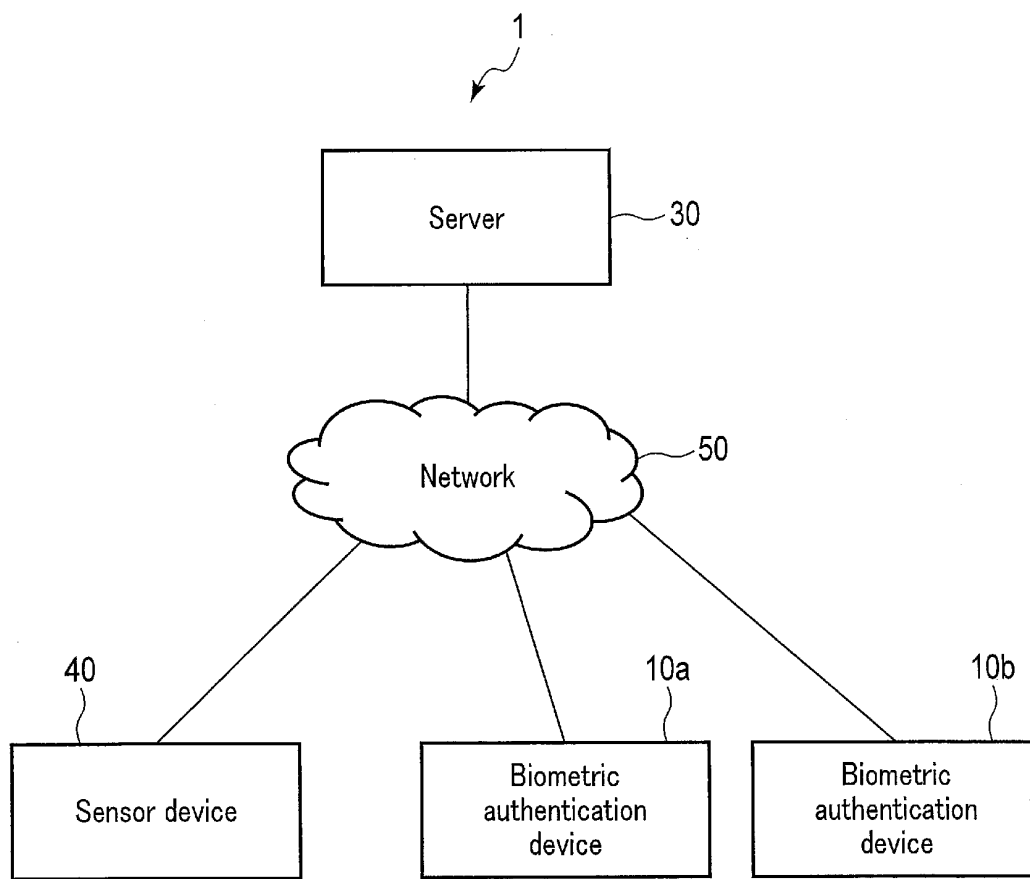 1
Server
30
Network
50
40
10a
10b
Sensor device
Biometric
authentication
device
Biometric
authentication
device